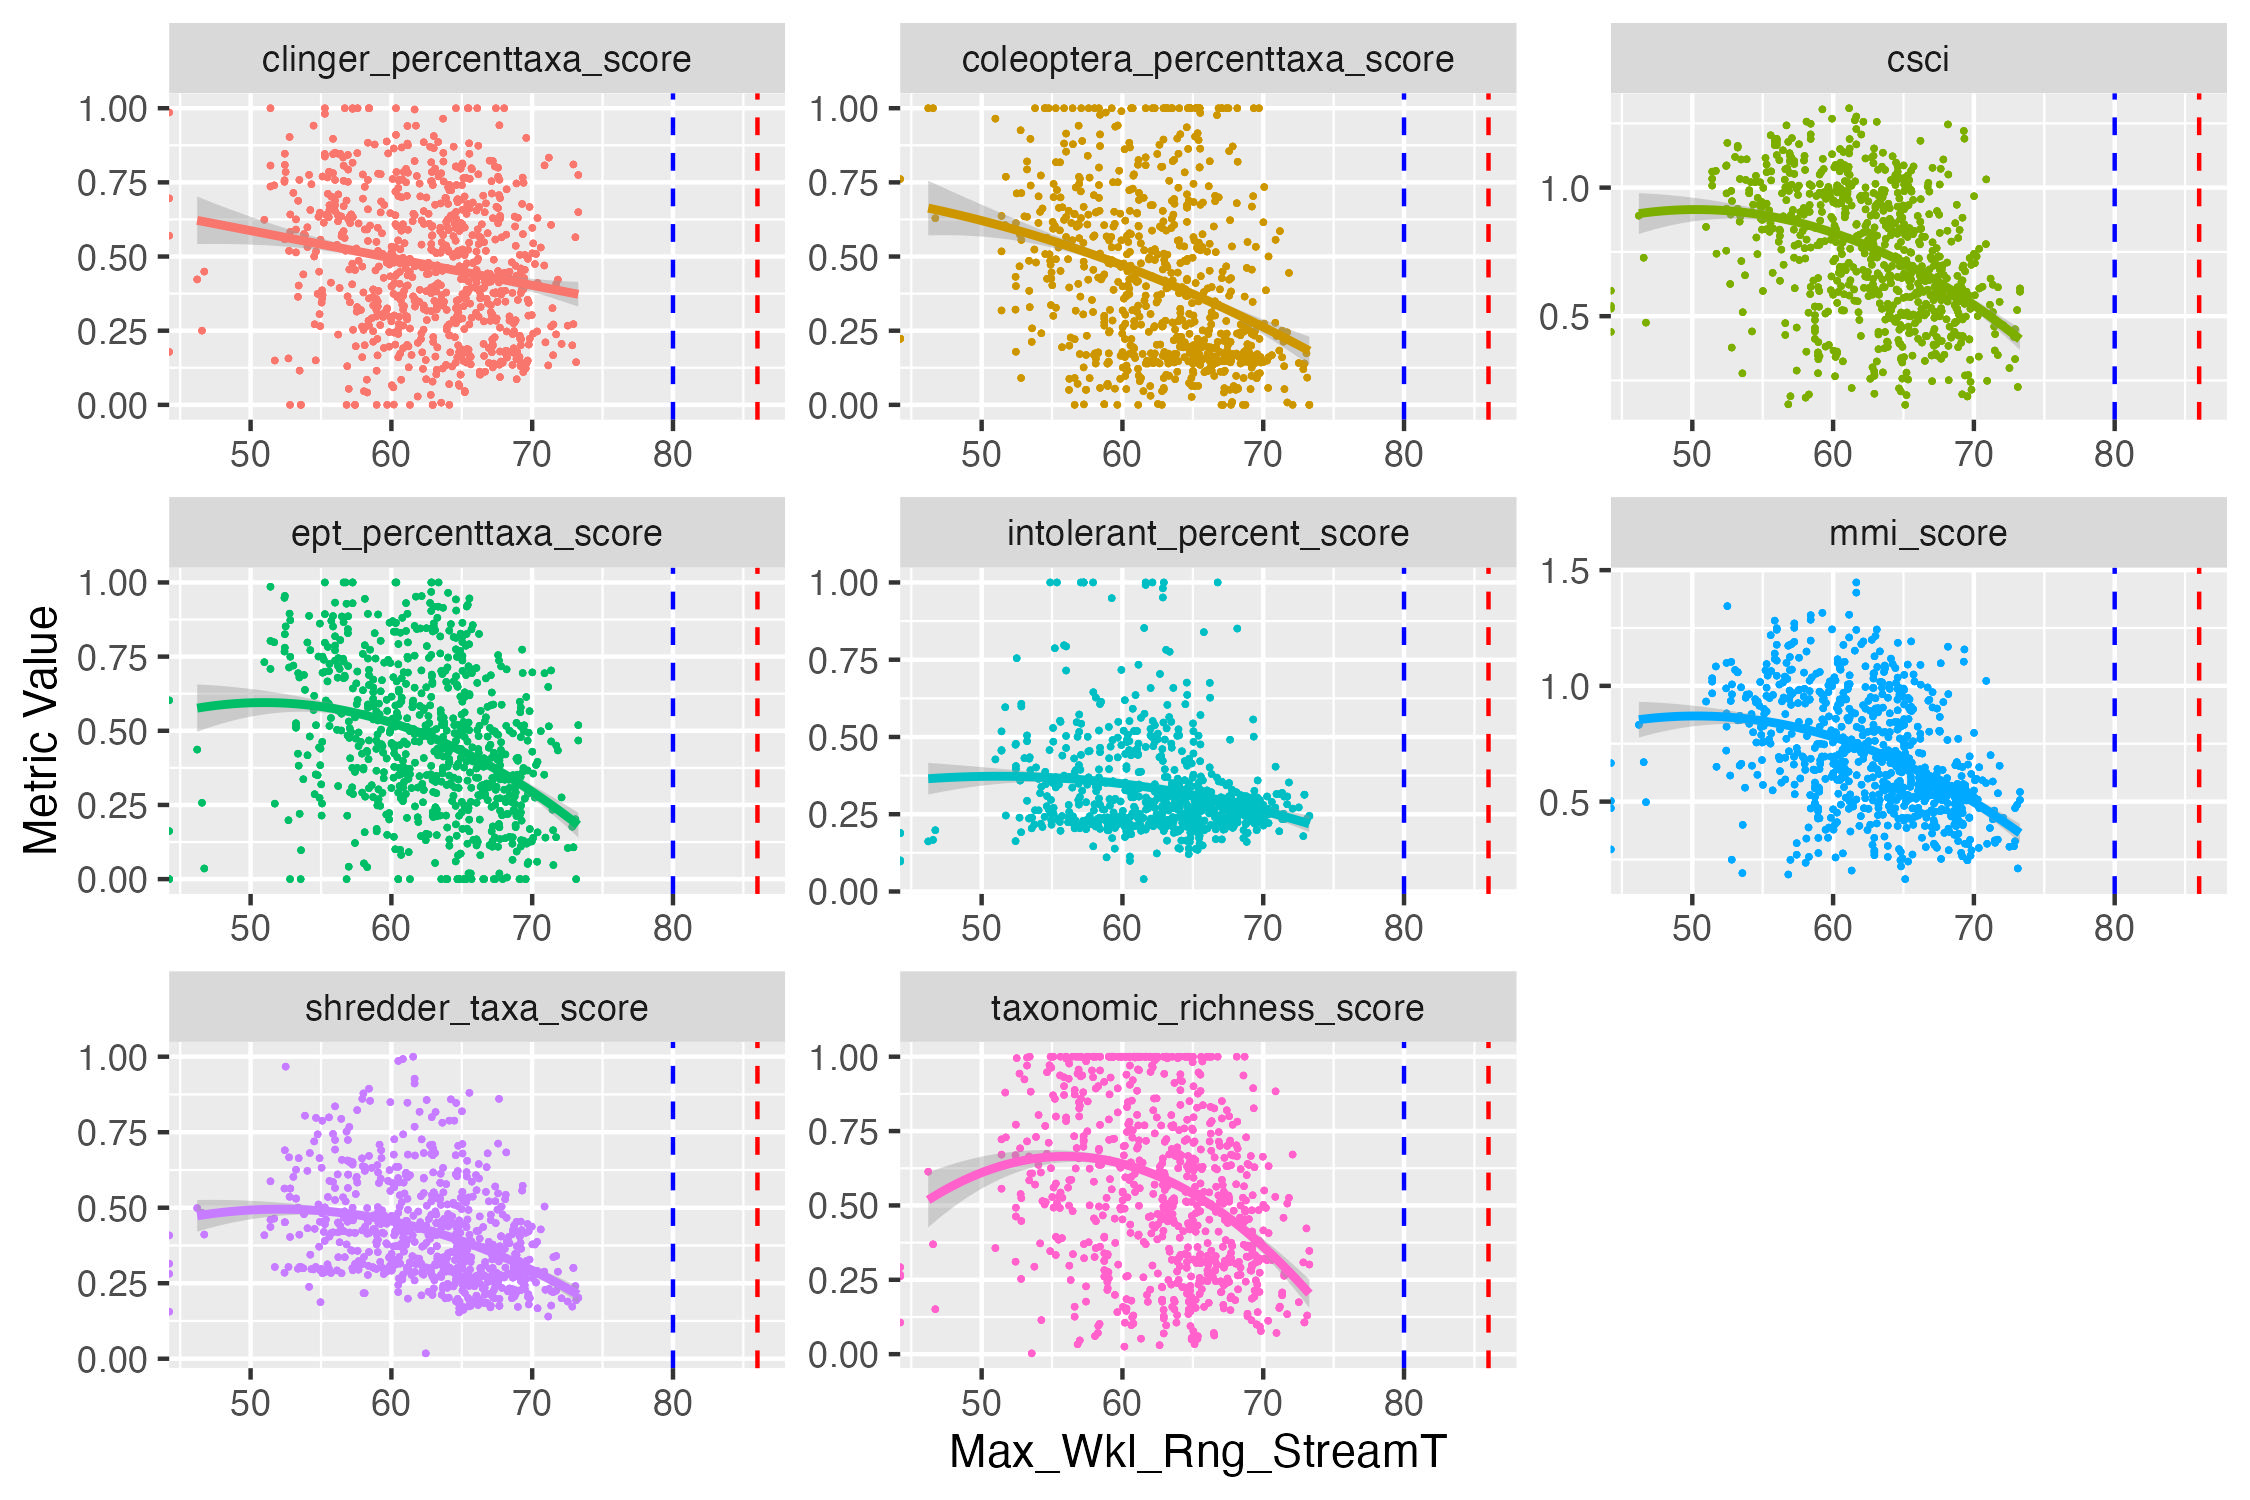 clinger_percenttaxa_score
coleoptera_percenttaxa_score
csci
1.00
0.75
0.50
0.25
0.00
50 60 70 80
1.00
0.75
0.50
0.25
0.00
50 60 70 80
1.0
0.5
50 60 70 80
Metric Value
ept_percenttaxa_score
intolerant_percent_score
mmi_score
1.00
0.75
0.50
0.25
0.00
50 60 70 80
1.00
0.75
0.50
0.25
0.00
50 60 70 80
1.5
1.0
0.5
50 60 70 80
shredder_taxa_score
taxonomic_richness_score
1.00
0.75
0.50
0.25
0.00
50 60 70 80
1.00
0.75
0.50
0.25
0.00
50 60 70 80
Max_Wkl_Rng_StreamT